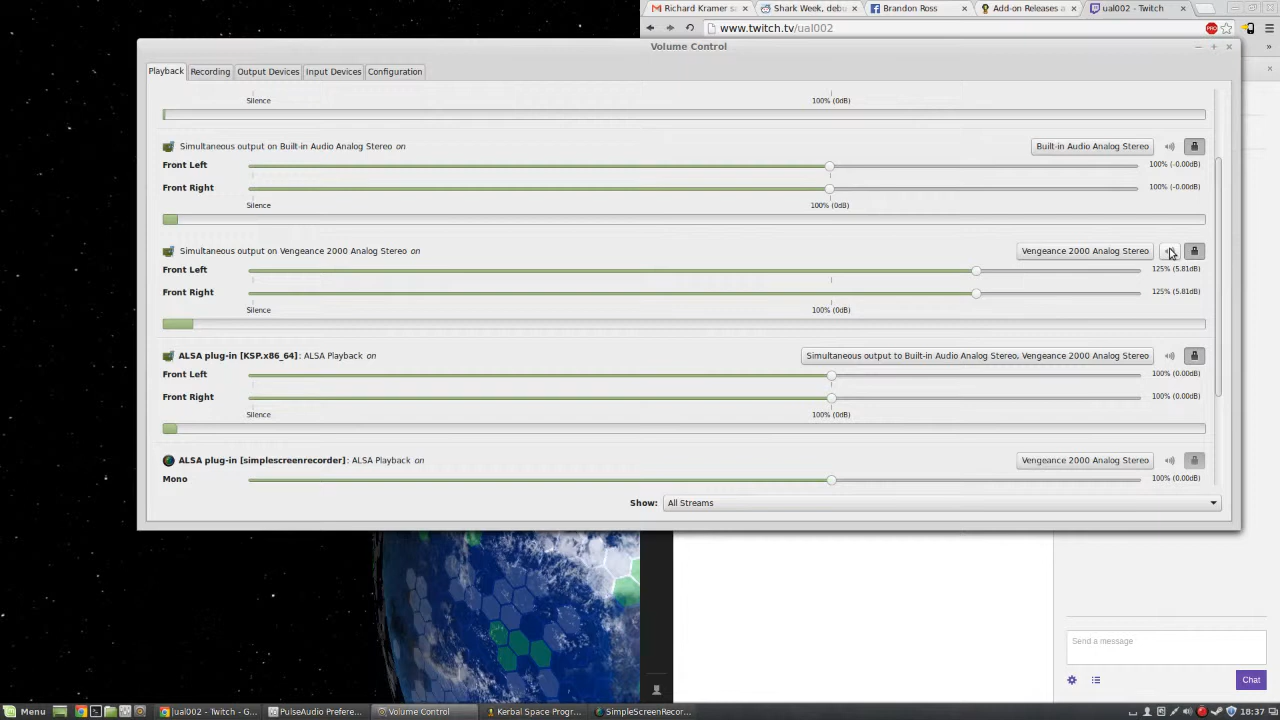 Richard Kramer sa
Shark Week, debu
Brandon Ross
Add-on Releases a
ual002 - Twitch
www.twitch.tv/ual002
Volume Control
Playback
Recording
Output Devices
Input Devices
Configuration
Silence
100% (0dB)
Simultaneous output on Built-in Audio Analog Stereo on
Built-in Audio Analog Stereo
Front Left
100% (-0.00dB)
Front Right
100% (-0.00dB)
Silence
100% (0dB)
Simultaneous output on Vengeance 2000 Analog Stereo on
Vengeance 2000 Analog Stereo
Front Left
125% (5.81dB)
Front Right
125% (5.81dB)
Silence
100% (0dB)
ALSA plug-in [KSP.x86_64]: ALSA Playback on
Simultaneous output to Built-in Audio Analog Stereo, Vengeance 2000 Analog Stereo
Front Left
100% (0.00dB)
Front Right
100% (0.00dB)
Silence
100% (0dB)
ALSA plug-in [simplescreenrecorder]: ALSA Playback on
Vengeance 2000 Analog Stereo
Mono
100% (0.00dB)
Show:
All Streams
Send a message
Chat
Menu
[ual002 - Twitch - G...
PulseAudio Prefere...
Volume Control
Kerbal Space Progr...
SimpleScreenRecor...
18:37